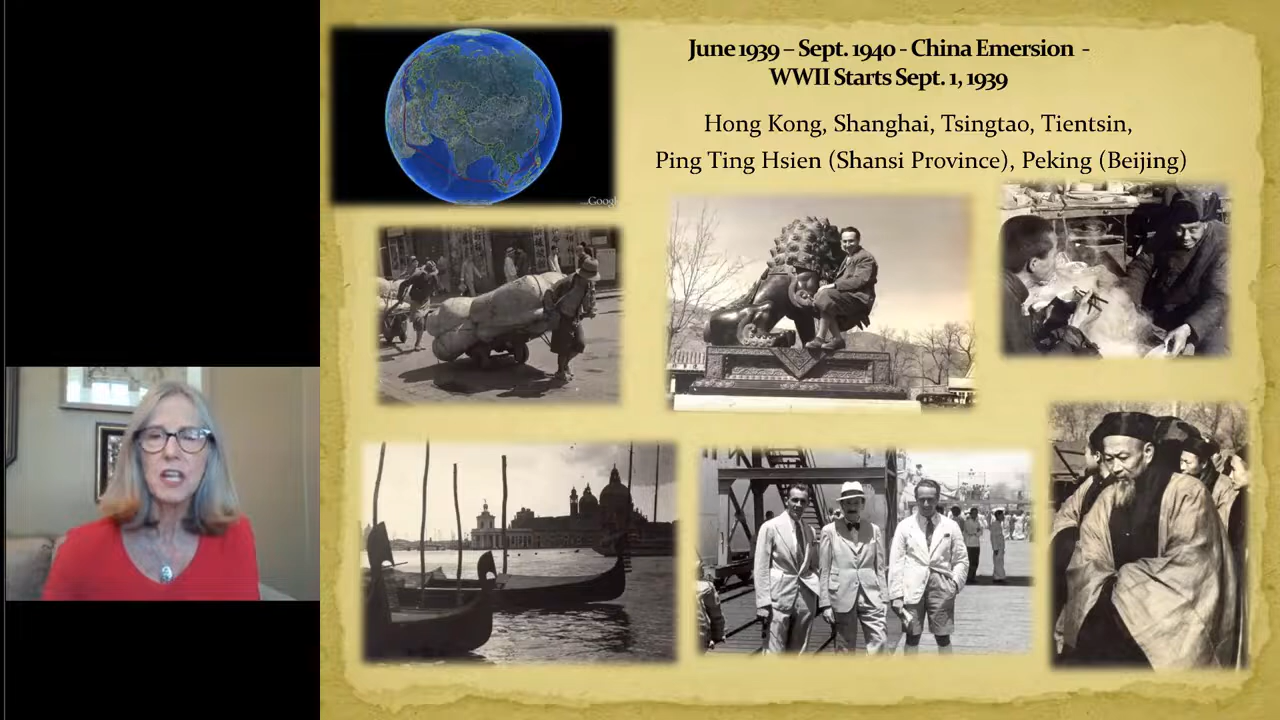 June 1939 – Sept. 1940 - China Emersion -
WWII Starts Sept. 1, 1939
Hong Kong, Shanghai, Tsingtao, Tientsin,
Ping Ting Hsien (Shansi Province), Peking (Beijing)
...Googl